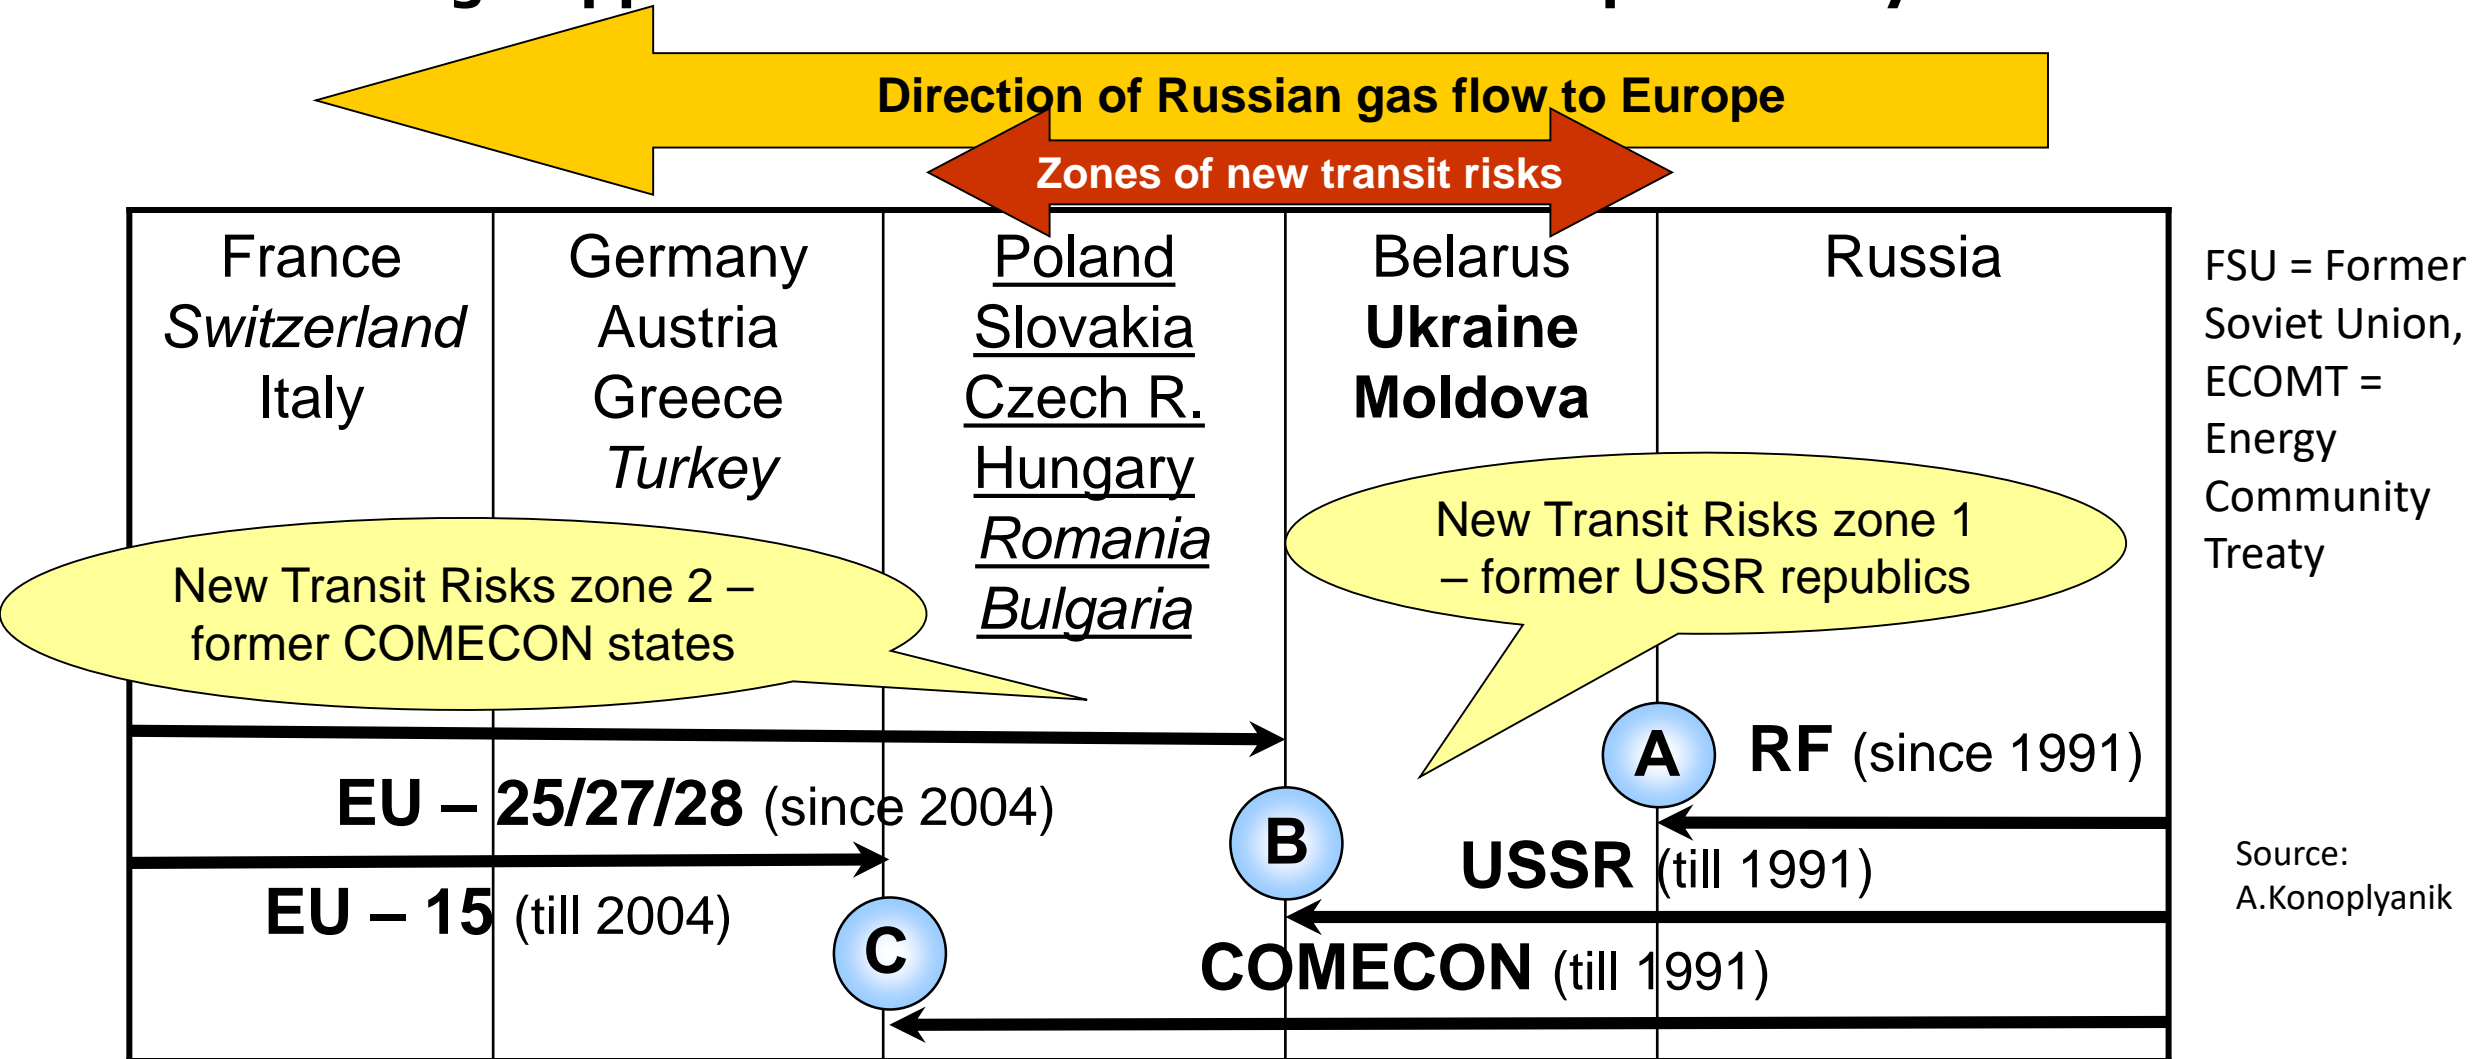 Direction of Russian gas flow to Europe
Zones of new transit risks
France
Switzerland
Italy
Germany
Austria
Greece
Turkey
Poland
Slovakia
Czech R.
Hungary
Romania
Bulgaria
Belarus
Ukraine
Moldova
Russia
FSU = Former
Soviet Union,
ECOMT =
Energy
Community
Treaty
New Transit Risks zone 2 –
former COMECON states
New Transit Risks zone 1
– former USSR republics
A
RF (since 1991)
EU – 25/27/28 (since 2004)
B
USSR (till 1991)
EU – 15 (till 2004)
C
COMECON (till 1991)
Source:
A.Konoplyanik